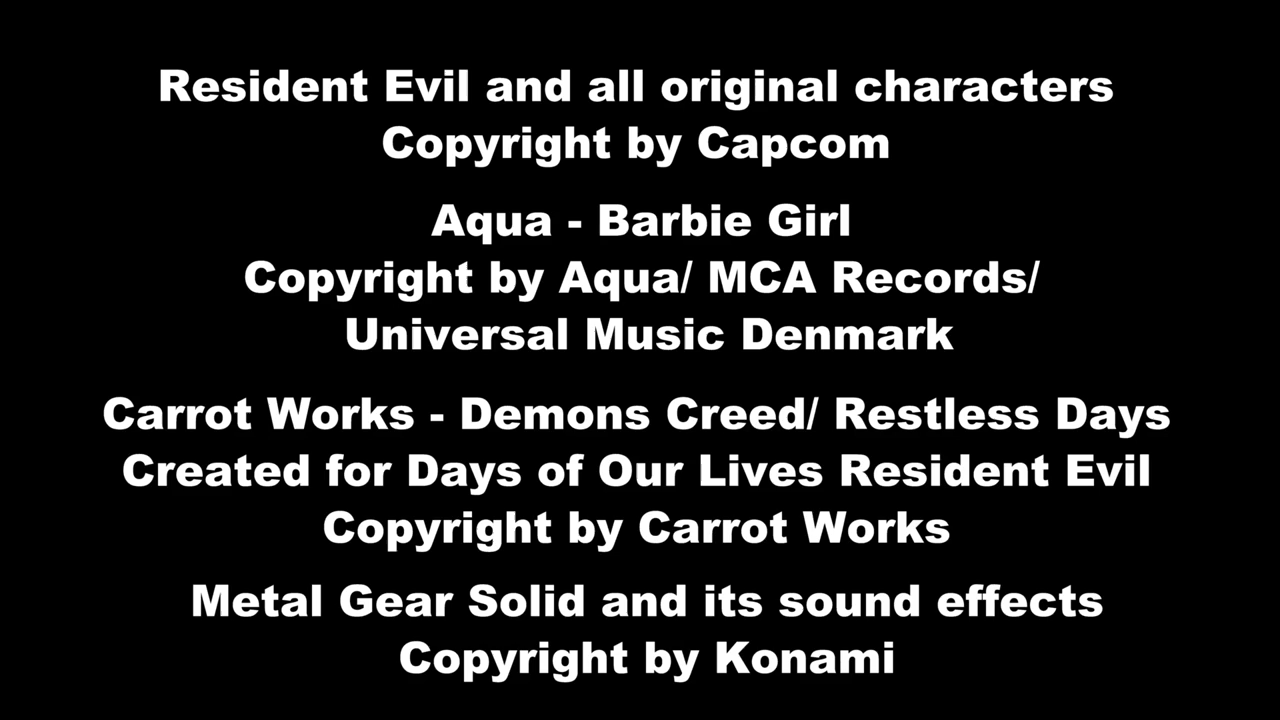 Resident Evil and all original characters
Copyright by Capcom
Aqua - Barbie Girl
Copyright by Aqua/ MCA Records/
Universal Music Denmark
Carrot Works - Demons Creed/ Restless Days
Created for Days of Our Lives Resident Evil
Copyright by Carrot Works
Metal Gear Solid and its sound effects
Copyright by Konami